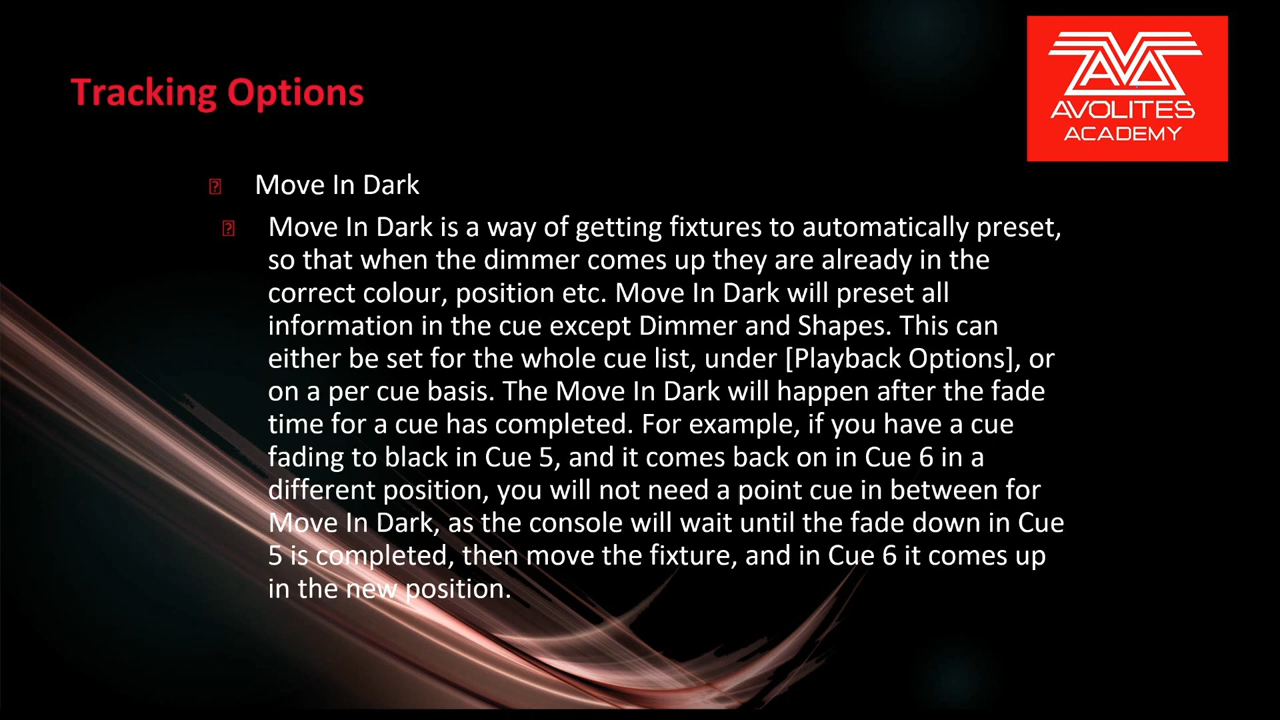 Tracking Options
AVOLITES
ACADEMY
Move In Dark
Move In Dark is a way of getting fixtures to automatically preset,
so that when the dimmer comes up they are already in the
correct colour, position etc. Move In Dark will preset all
information in the cue except Dimmer and Shapes. This can
either be set for the whole cue list, under [Playback Options], or
on a per cue basis. The Move In Dark will happen after the fade
time for a cue has completed. For example, if you have a cue
fading to black in Cue 5, and it comes back on in Cue 6 in a
different position, you will not need a point cue in between for
Move In Dark, as the console will wait until the fade down in Cue
5 is completed, then move the fixture, and in Cue 6 it comes up
in the new position.